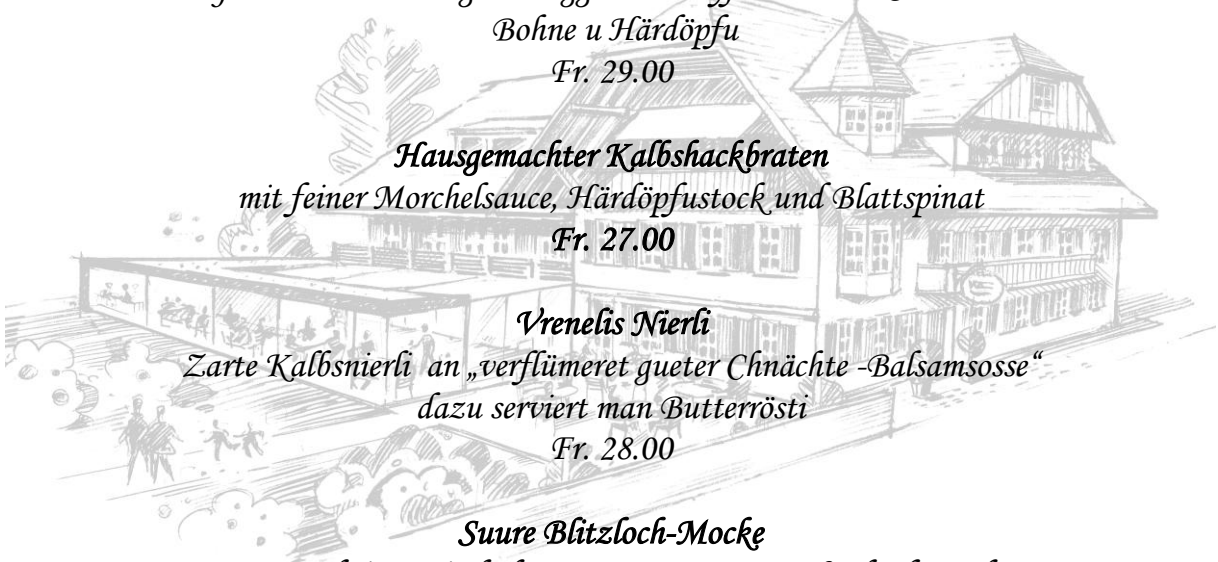 Bohne u Härdöpfu
Fr. 29.00
Hausgemachter Kalbshackbraten
mit feiner Morchelsauce, Härdöpfustock und Blattspinat
Fr. 27.00
Vrenelis Nierli
Zarte Kalbsnierli an „verflümeret gueter Chnächte -Balsamsosse“
dazu serviert man Butterrösti
Fr. 28.00
Suure Blitzloch-Mocke